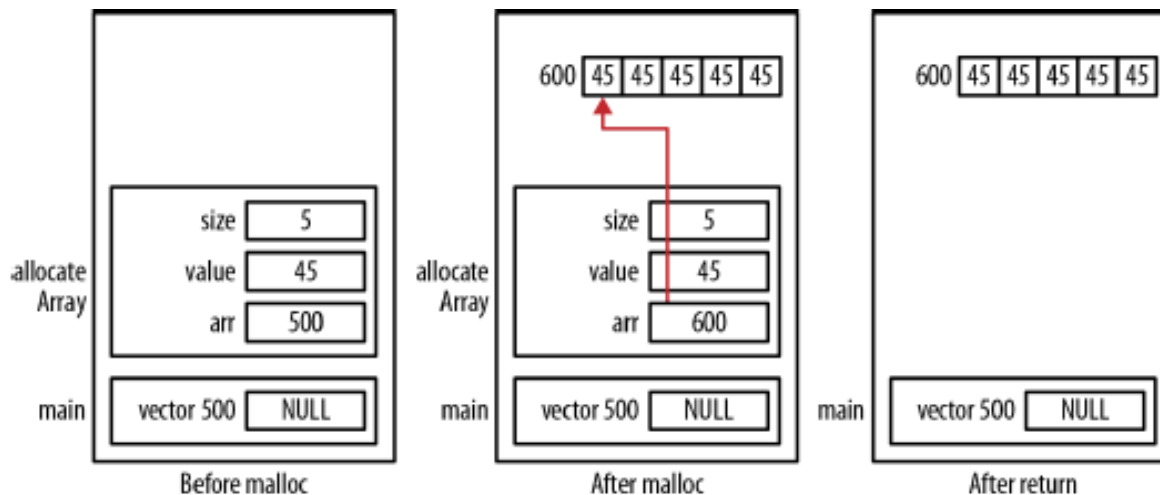 600 45 45 45 45 45
size 5
allocate
Array
value 45
arr 500
main vector 500 NULL
Before malloc
600 45 45 45 45 45
size 5
allocate
Array
value 45
arr 600
main vector 500 NULL
After malloc
main vector 500 NULL
After return